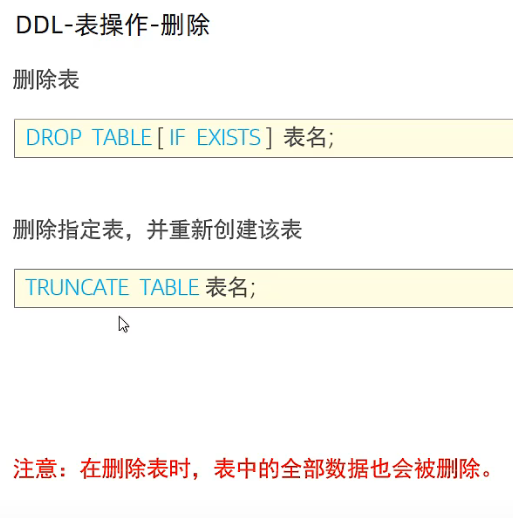 DDL-表操作-删除
删除表
DROP TABLE [ IF EXISTS ] 表名;
删除指定表，并重新创建该表
TRUNCATE TABLE 表名;
注意：在删除表时，表中的全部数据也会被删除。